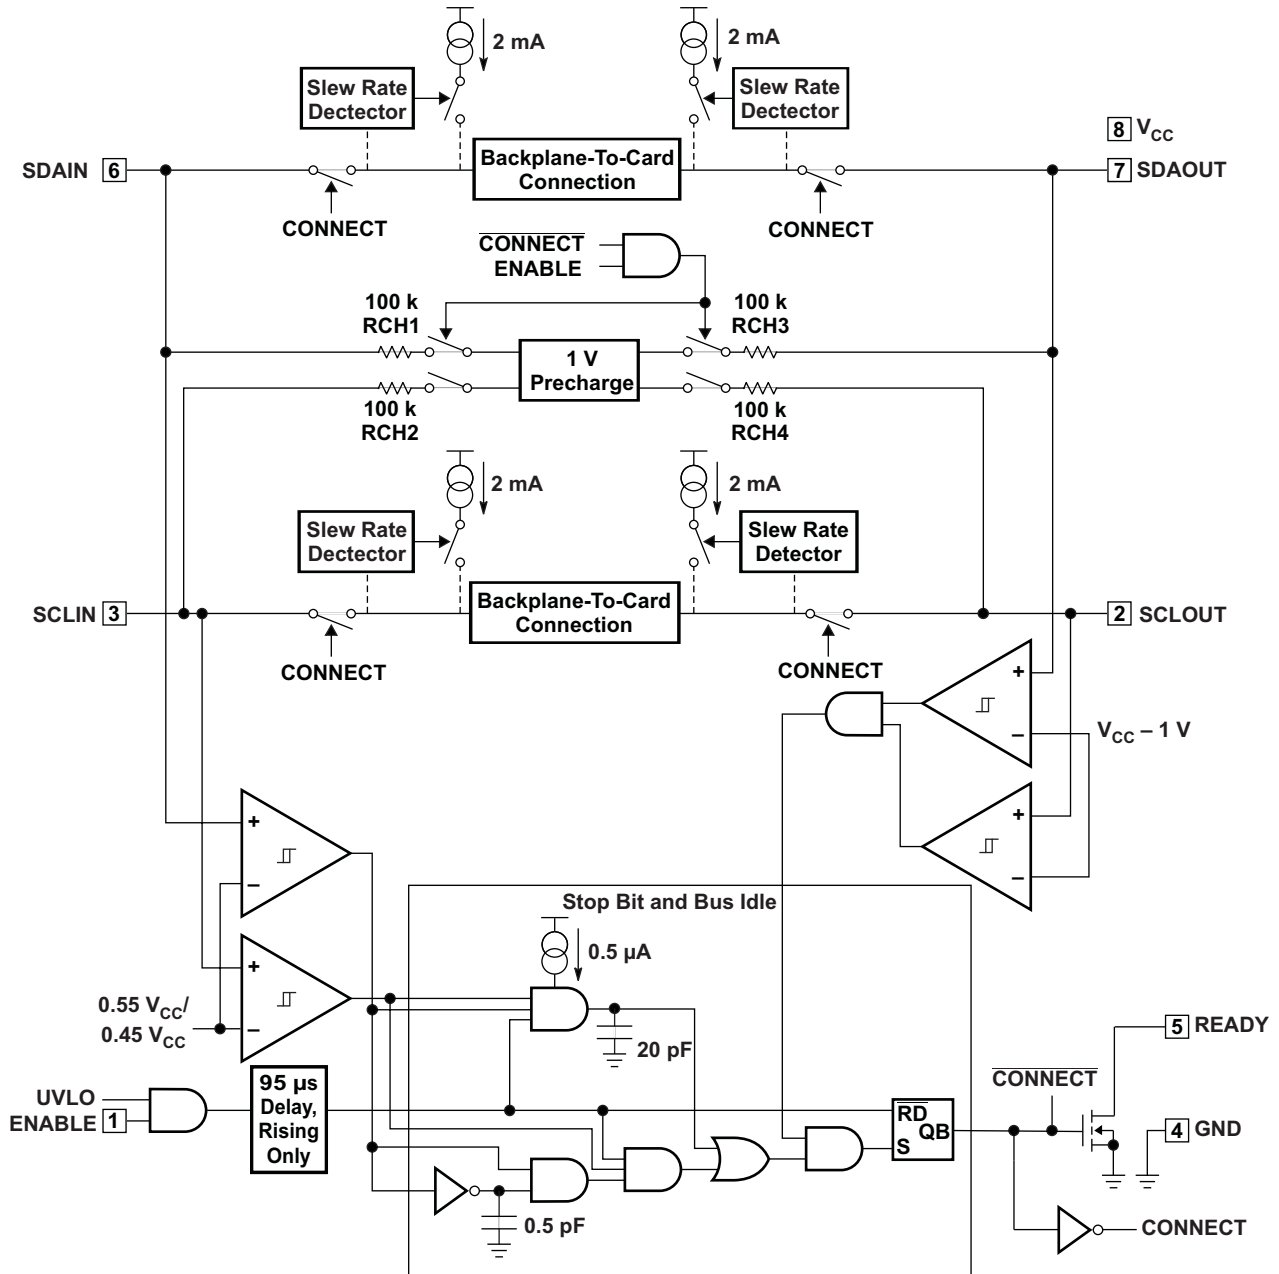 2 mA
2 mA
Slew Rate
Dectector
Slew Rate
Dectector
8 VCC
SDAIN 6
Backplane-To-Card
Connection
7 SDAOUT
CONNECT
CONNECT
CONNECT
ENABLE
100 k
RCH1
100 k
RCH3
1 V
Precharge
100 k
RCH2
100 k
RCH4
2 mA
2 mA
Slew Rate
Dectector
Slew Rate
Detector
SCLIN 3
Backplane-To-Card
Connection
2 SCLOUT
CONNECT
CONNECT
+
–
VCC – 1 V
+
–
+
–
Stop Bit and Bus Idle
0.5 µA
+
–
0.55 VCC/
0.45 VCC
20 pF
5 READY
UVLO
ENABLE 1
95 µs
Delay,
Rising
Only
CONNECT
RD
QB
S
4 GND
0.5 pF
CONNECT